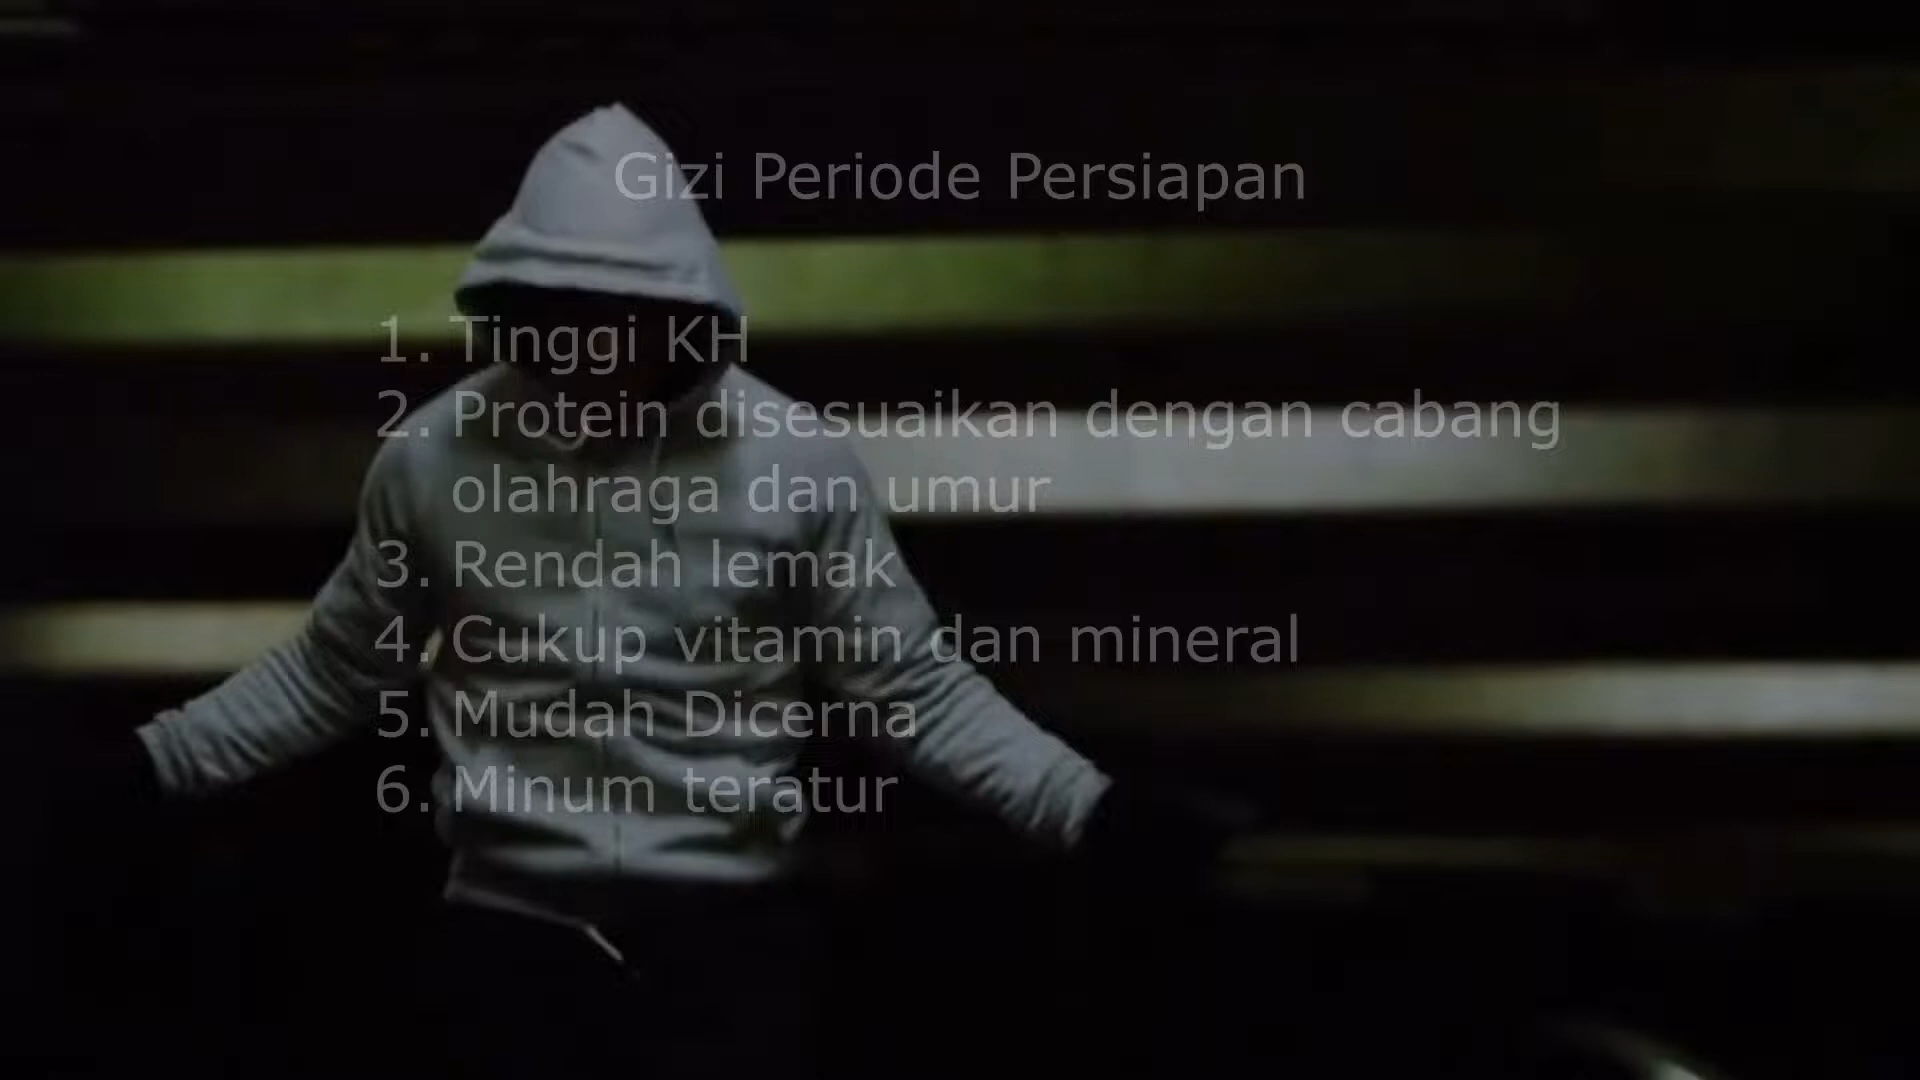 Gizi Periode Persiapan
1. Tinggi KH
2. Protein disesuaikan dengan cabang
olahraga dan umur
3. Rendah lemak
4. Cukup vitamin dan mineral
5. Mudah Dicerna
6. Minum teratur